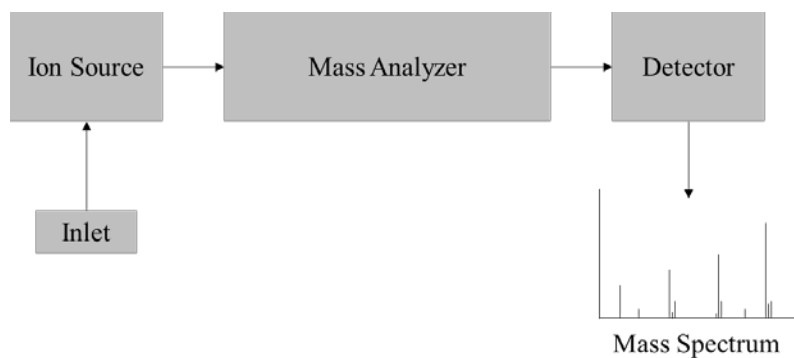 Ion Source
Mass Analyzer
Detector
Inlet
Mass Spectrum